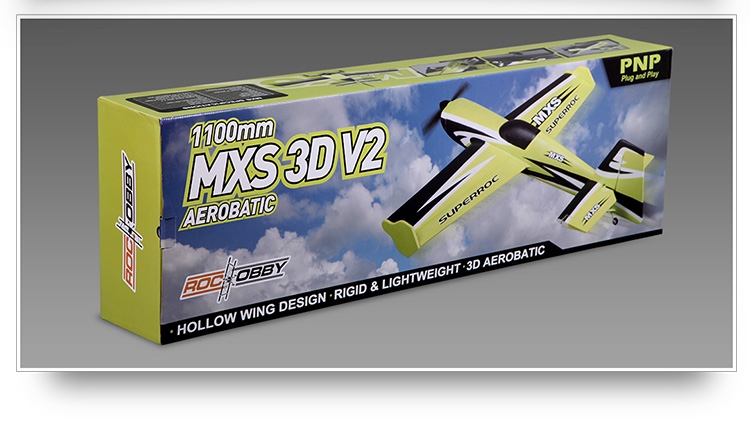 PNP
Plug and Play
1100mm
MXS 3D V2
AEROBATIC
MXS
SUPERROC
MXS
SUPERROC
MXS
ROC HOBBY
ROC HOBBY
· HOLLOW WING DESIGN · RIGID & LIGHTWEIGHT · 3D AEROBATIC